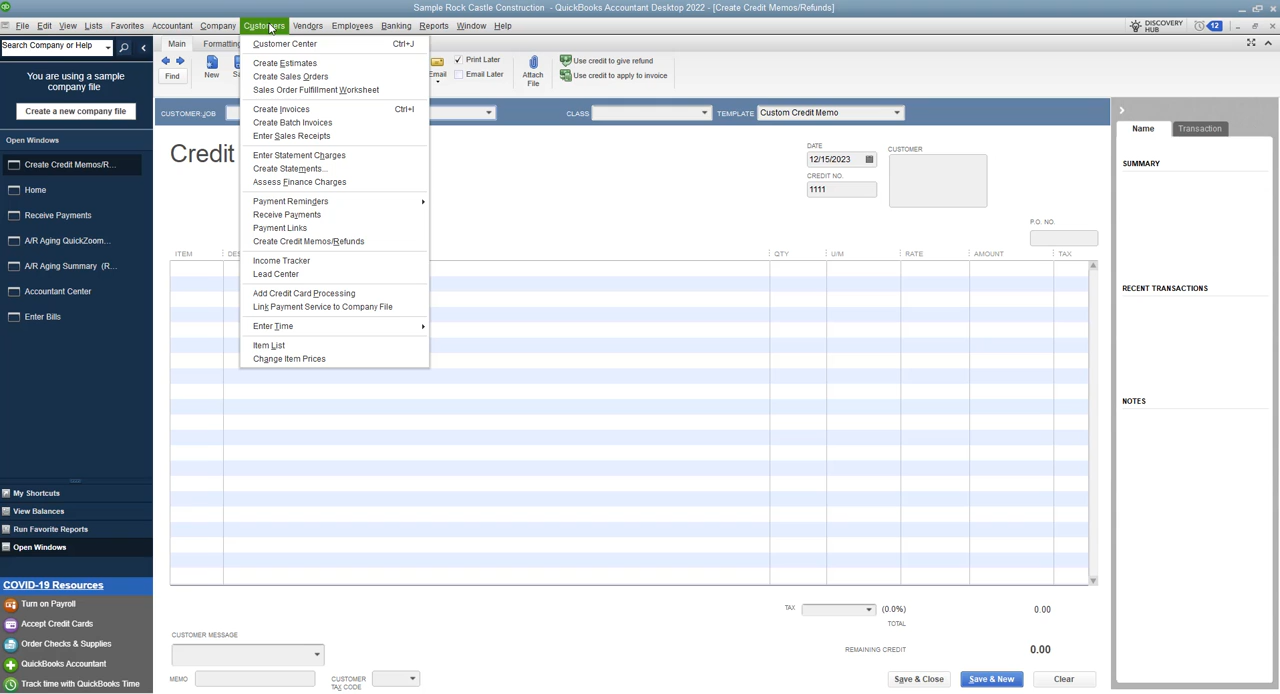 Sample Rock Castle Construction - QuickBooks Accountant Desktop 2022 - [Create Credit Memos/Refunds]
File Edit View Lists Favorites Accountant Company Customers Vendors Employees Banking Reports Window Help
DISCOVERY HUB 12
Search Company or Help
Main Formatting
Find New
Email
Print Later
Email Later
Attach File
Use credit to give refund
Use credit to apply to invoice
You are using a sample company file
Create a new company file
Open Windows
Create Credit Memos/R...
Home
Receive Payments
A/R Aging QuickZoom...
A/R Aging Summary (R...
Accountant Center
Enter Bills
My Shortcuts
View Balances
Run Favorite Reports
Open Windows
COVID-19 Resources
Turn on Payroll
Accept Credit Cards
Order Checks & Supplies
QuickBooks Accountant
Track time with QuickBooks Time
Customer Center Ctrl+J
Create Estimates
Create Sales Orders
Sales Order Fulfillment Worksheet
Create Invoices Ctrl+I
Create Batch Invoices
Enter Sales Receipts
Enter Statement Charges
Create Statements...
Assess Finance Charges
Payment Reminders
Receive Payments
Payment Links
Create Credit Memos/Refunds
Income Tracker
Lead Center
Add Credit Card Processing
Link Payment Service to Company File
Enter Time
Item List
Change Item Prices
CUSTOMER:JOB
CLASS
TEMPLATE Custom Credit Memo
Credit
DATE
12/15/2023
CREDIT NO.
1111
CUSTOMER
P.O. NO.
ITEM DES QTY U/M RATE AMOUNT TAX
TAX (0.0%) 0.00
TOTAL
REMAINING CREDIT 0.00
CUSTOMER MESSAGE
MEMO
CUSTOMER TAX CODE
Save & Close Save & New Clear
Name Transaction
SUMMARY
RECENT TRANSACTIONS
NOTES